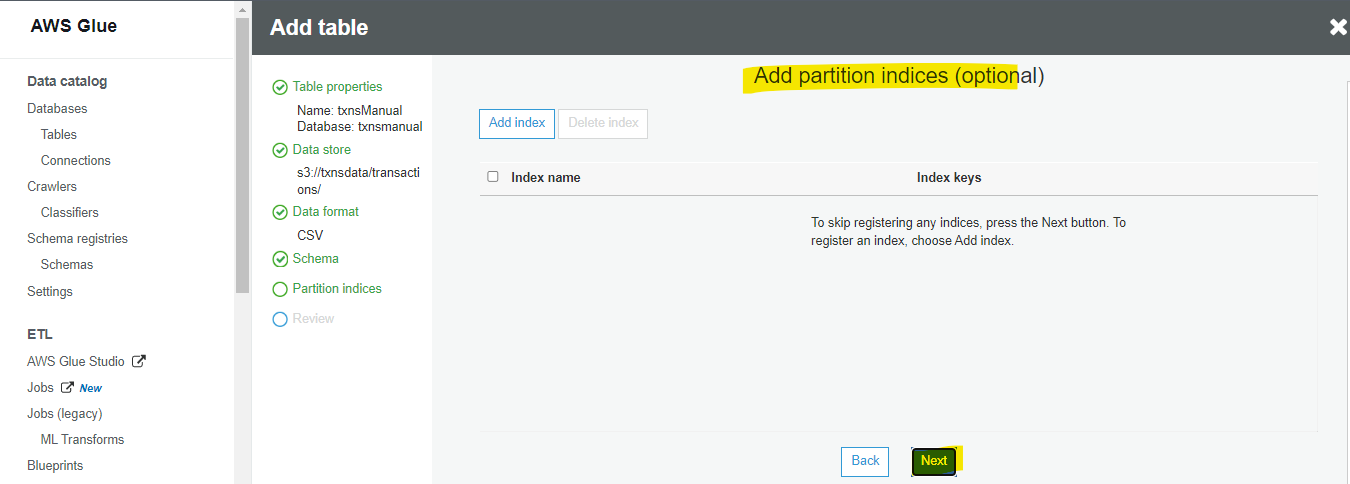 AWS Glue
Data catalog
Databases
Tables
Connections
Crawlers
Classifiers
Schema registries
Schemas
Settings
ETL
AWS Glue Studio
Jobs New
Jobs (legacy)
ML Transforms
Blueprints
Add table
Table properties
Name: txnsManual
Database: txnsmanual
Data store
s3://txnsdata/transacti
ons/
Data format
CSV
Schema
Partition indices
Review
Add partition indices (optional)
Add index Delete index
Index name Index keys
To skip registering any indices, press the Next button. To
register an index, choose Add index.
Back Next